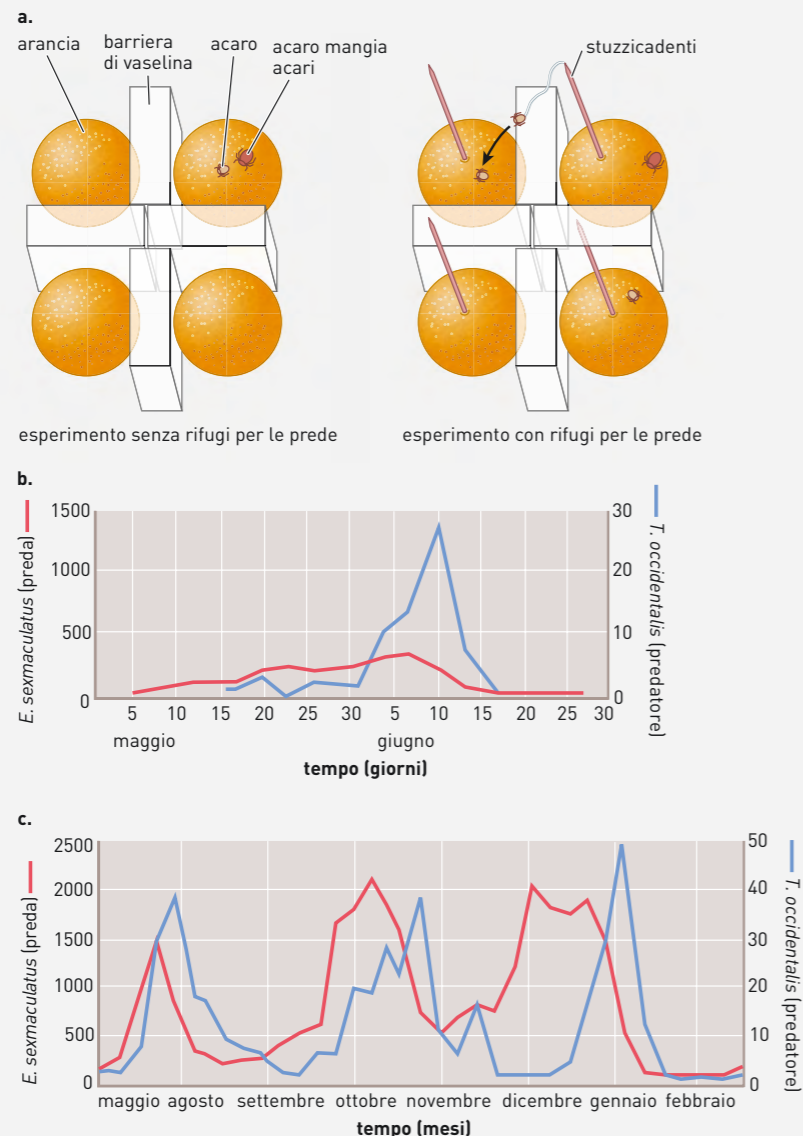 a.
arancia
barriera
di vaselina
acaro
acaro mangia
acari
stuzzicadenti
esperimento senza rifugi per le prede
esperimento con rifugi per le prede
b.
E. sexmaculatus (preda)
1500
1000
500
0
30
20
10
0
T. occidentalis (predatore)
5 10 15 20 25 31 5 10 15 20 25 30
maggio giugno
tempo (giorni)
c.
E. sexmaculatus (preda)
2500
2000
1500
1000
500
0
50
40
30
20
10
0
T. occidentalis (predatore)
maggio agosto settembre ottobre novembre dicembre gennaio febbraio
tempo (mesi)